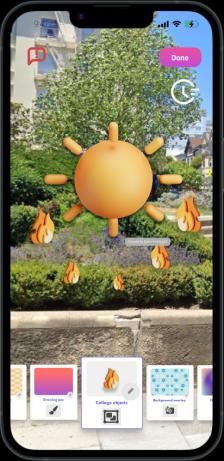 Done
Drawing pen
Collage objects
Background overlay